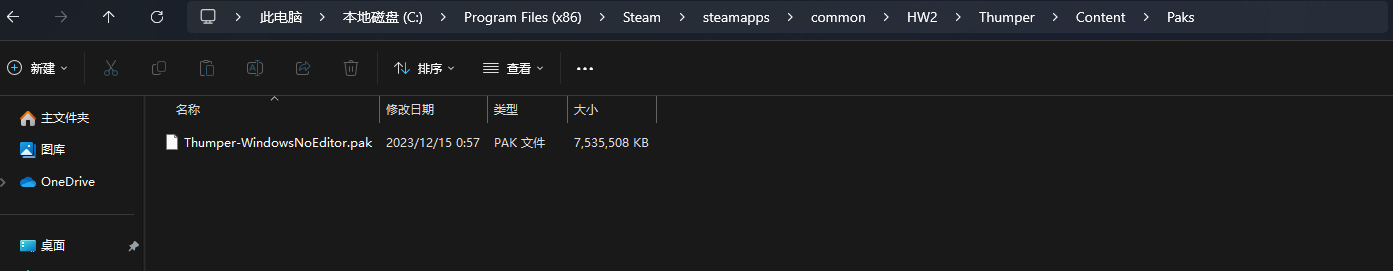 此电脑 > 本地磁盘 (C:) > Program Files (x86) > Steam > steamapps > common > HW2 > Thumper > Content > Paks
新建 排序 查看 •••
名称 修改日期 类型 大小
主文件夹
Thumper-WindowsNoEditor.pak 2023/12/15 0:57 PAK 文件 7,535,508 KB
图库
OneDrive
桌面